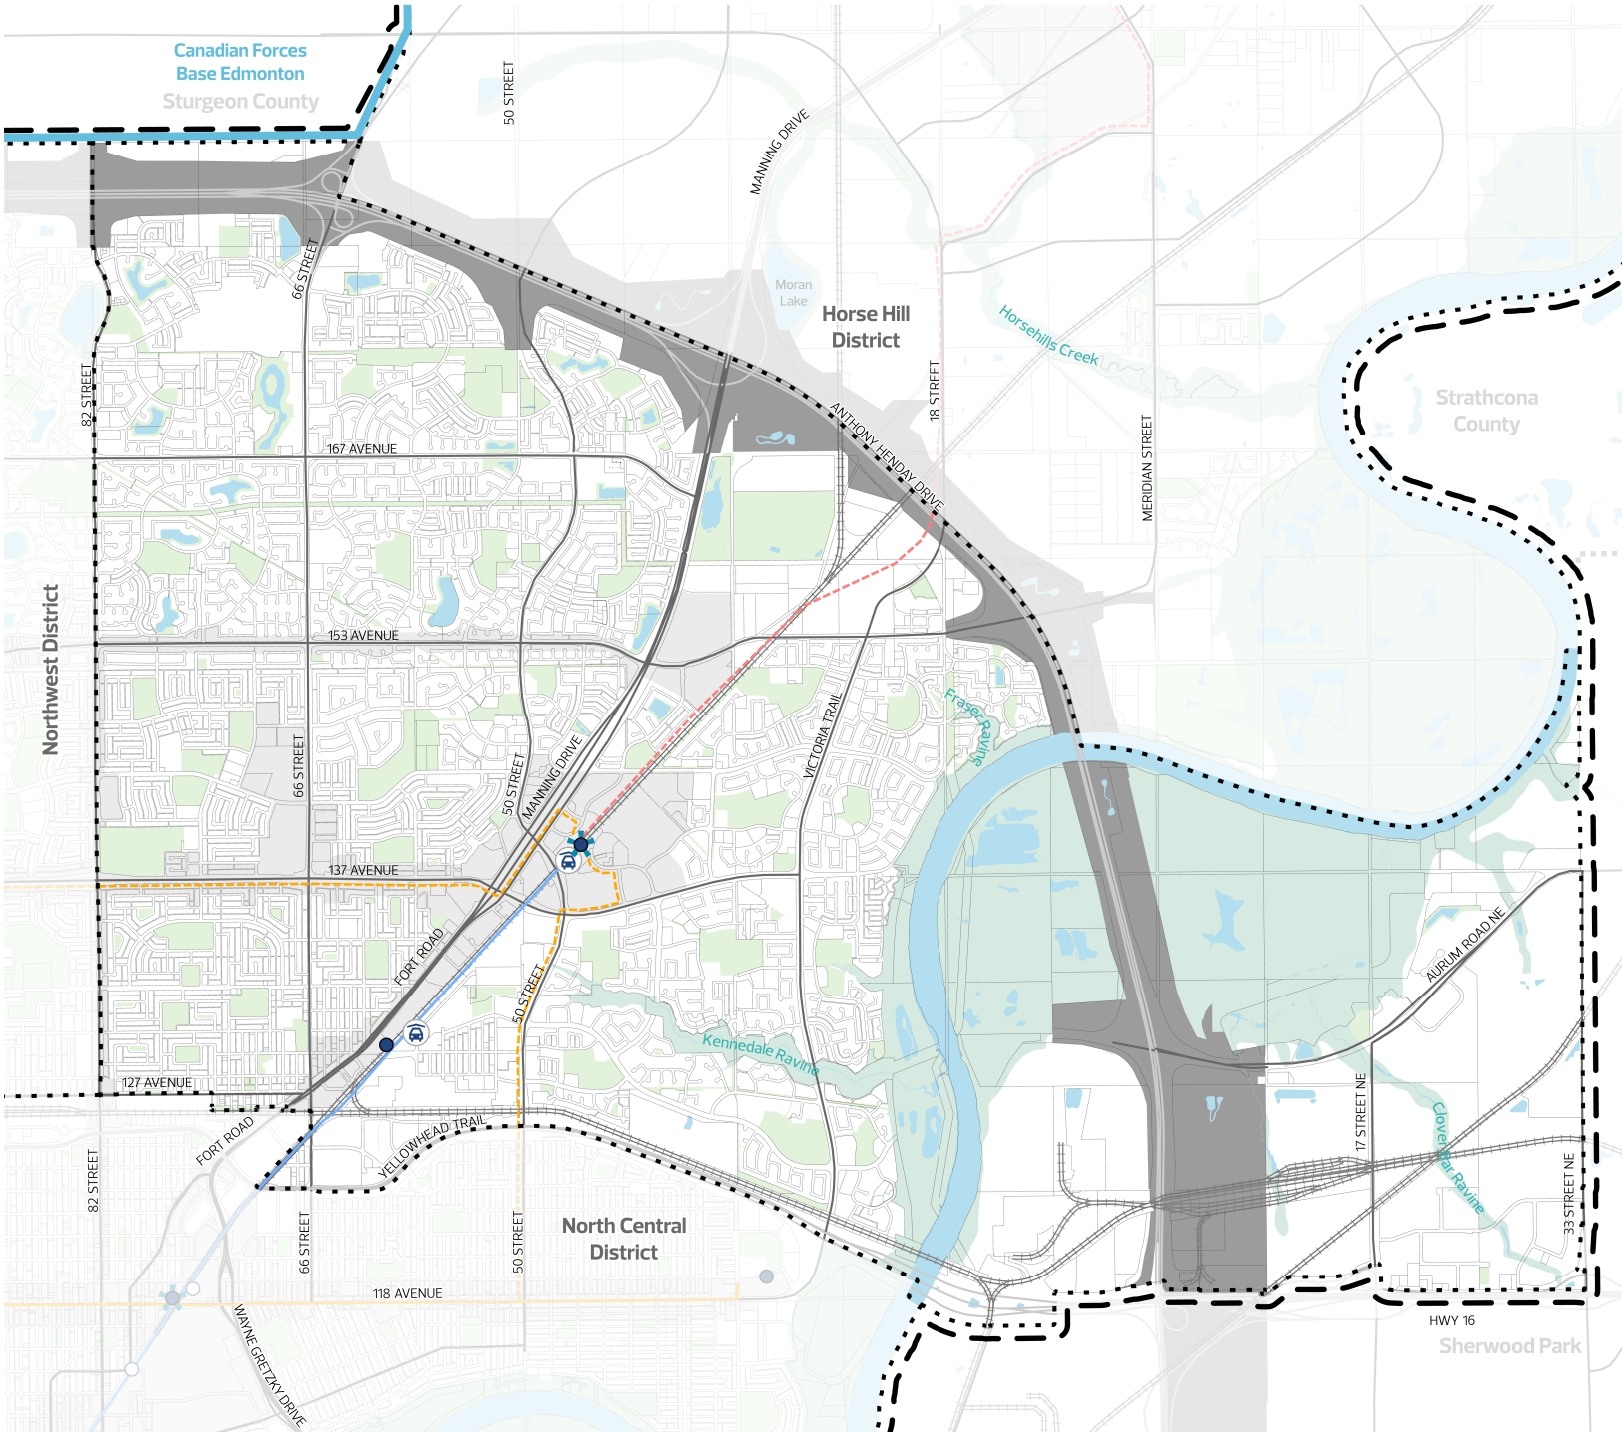 Canadian Forces
Base Edmonton
Sturgeon County
50 STREET
MANNING DRIVE
66 STREET
Moran
Lake
Horse Hill
District
Horsehills Creek
82 STREET
18 STREET
ANTHONY HENDAY DRIVE
Strathcona
County
MERIDIAN STREET
167 AVENUE
Northwest District
153 AVENUE
Fraser Ravine
VICTORIA TRAIL
66 STREET
50 STREET
MANNING DRIVE
137 AVENUE
FORT ROAD
50 STREET
AURUM ROAD NE
Kennedale Ravine
127 AVENUE
FORT ROAD
YELLOWHEAD TRAIL
17 STREET NE
Clover Bar Ravine
82 STREET
66 STREET
50 STREET
33 STREET NE
North Central
District
118 AVENUE
WAYNE GRETZKY DRIVE
HWY 16
Sherwood Park